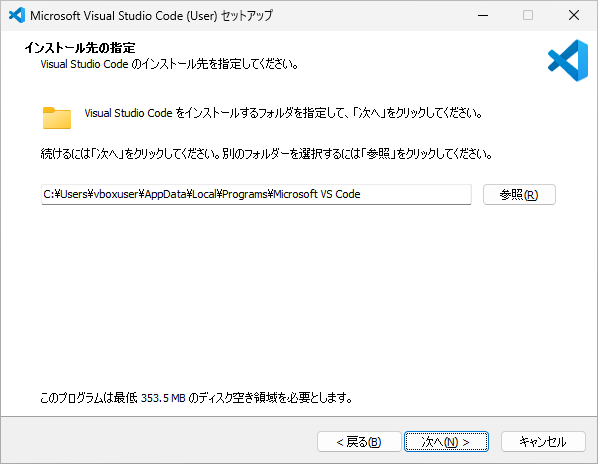 Microsoft Visual Studio Code (User) セットアップ
インストール先の指定
Visual Studio Code のインストール先を指定してください。
Visual Studio Code をインストールするフォルダを指定して、「次へ」をクリックしてください。
続けるには「次へ」をクリックしてください。別のフォルダーを選択するには「参照」をクリックしてください。
C:¥Users¥vboxuser¥AppData¥Local¥Programs¥Microsoft VS Code
参照(R)
このプログラムは最低 353.5 MB のディスク空き領域を必要とします。
< 戻る(B) 次へ(N) > キャンセル